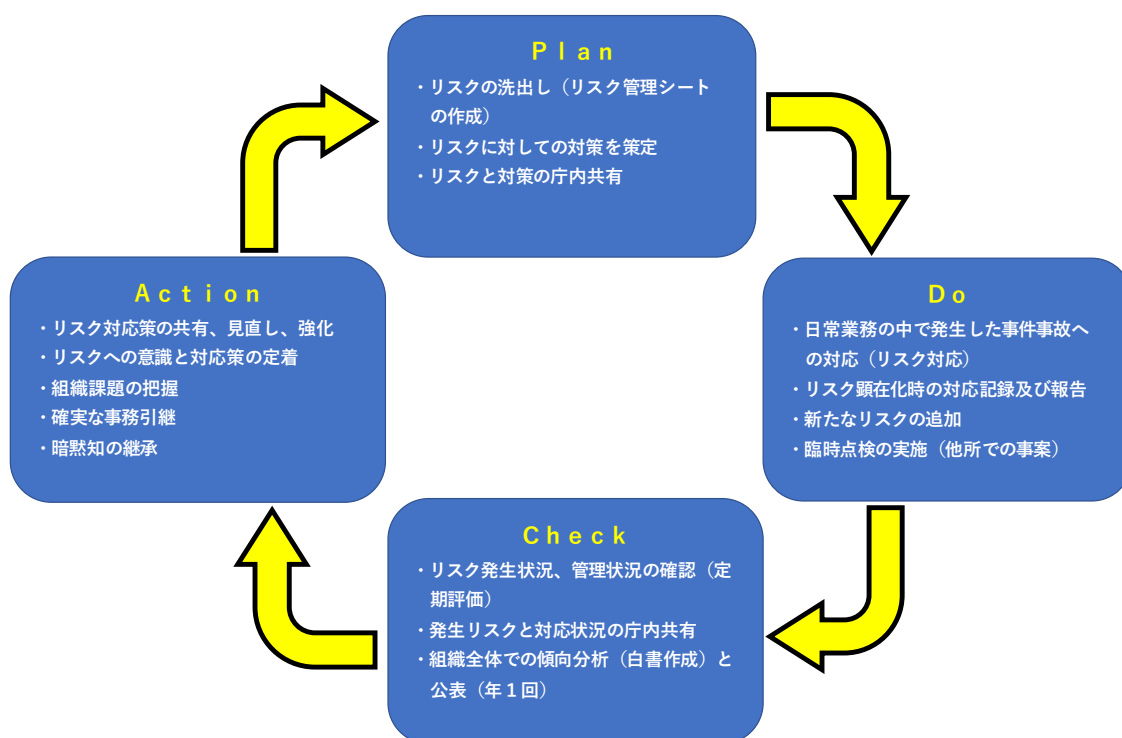 Plan
・リスクの洗出し（リスク管理シート
の作成）
・リスクに対しての対策を策定
・リスクと対策の庁内共有
Do
・日常業務の中で発生した事件事故へ
の対応（リスク対応）
・リスク顕在化時の対応記録及び報告
・新たなリスクの追加
・臨時点検の実施（他所での事案）
Check
・リスク発生状況、管理状況の確認（定
期評価）
・発生リスクと対応状況の庁内共有
・組織全体での傾向分析（白書作成）と
公表（年１回）
Action
・リスク対応策の共有、見直し、強化
・リスクへの意識と対応策の定着
・組織課題の把握
・確実な事務引継
・暗黙知の継承